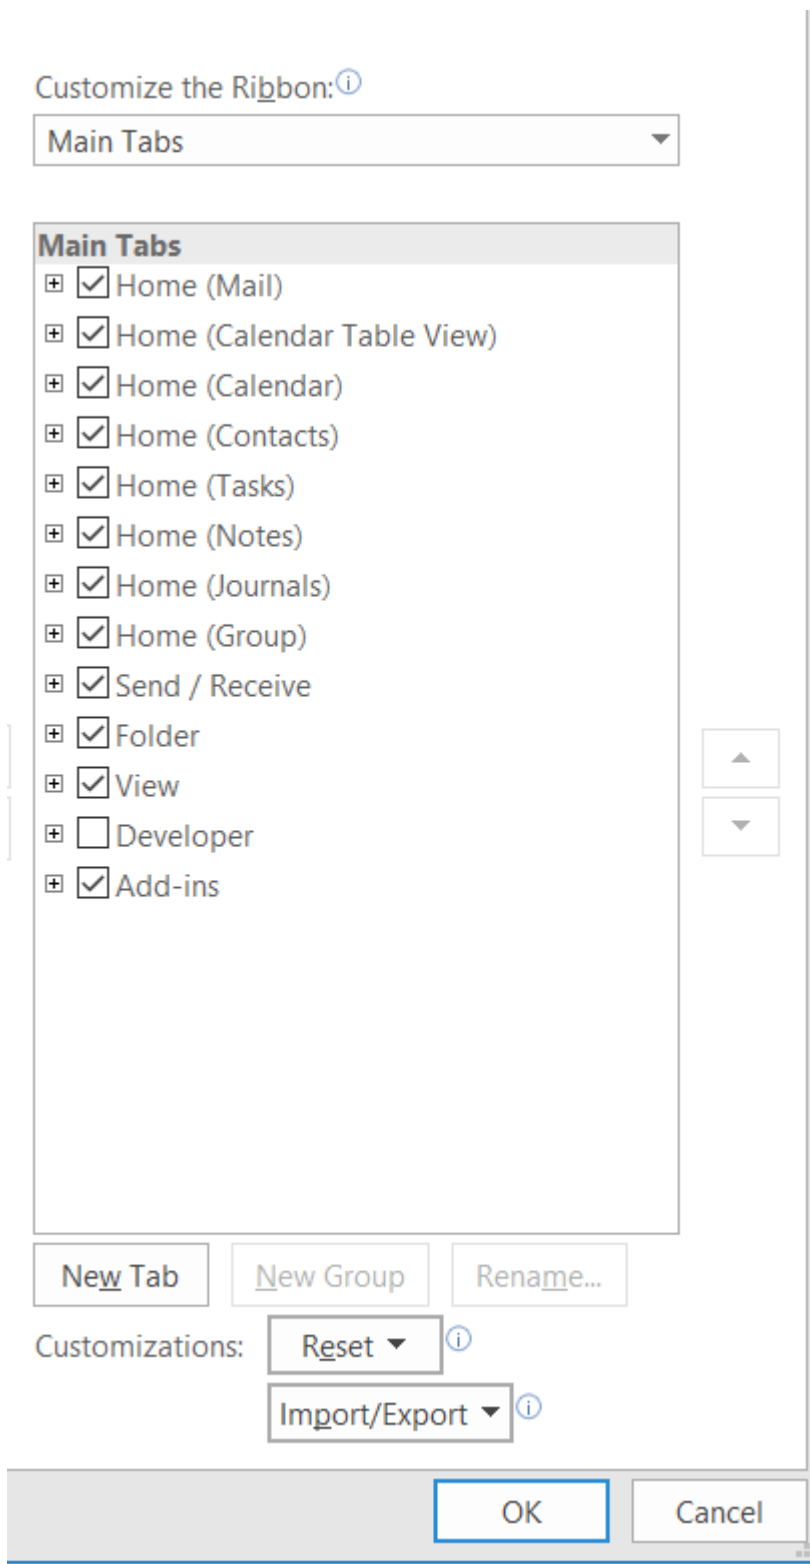 Customize the Ribbon:
Main Tabs
Main Tabs
Home (Mail)
Home (Calendar Table View)
Home (Calendar)
Home (Contacts)
Home (Tasks)
Home (Notes)
Home (Journals)
Home (Group)
Send / Receive
Folder
View
Developer
Add-ins
New Tab New Group Rename...
Customizations: Reset
Import/Export
OK Cancel